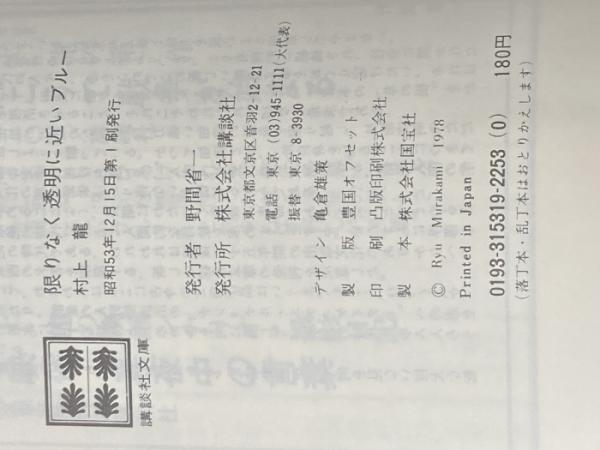 限りなく透明に近いブルー
村上 龍
昭和53年12月15日第1刷発行
発行者 野間省一
発行所 株式会社講談社
東京都文京区音羽2-12-21
電話 東京 (03)945-1111(大代表)
振替 東京 8-3930
デザイン 亀倉雄策
製 版 豊国オフセット
印 刷 凸版印刷株式会社
製 本 株式会社国宝社
© Ryu Murakami 1978
Printed in Japan
0193-315319-2253 (0) 180円
(落丁本・乱丁本はおとりかえします)
講談社文庫